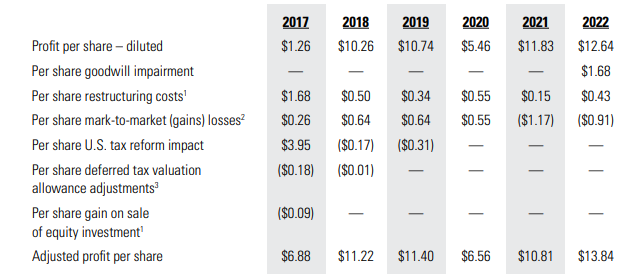 2017 2018 2019 2020 2021 2022
Profit per share – diluted $1.26 $10.26 $10.74 $5.46 $11.83 $12.64
Per share goodwill impairment — — — — — $1.68
Per share restructuring costs¹ $1.68 $0.50 $0.34 $0.55 $0.15 $0.43
Per share mark-to-market (gains) losses² $0.26 $0.64 $0.64 $0.55 ($1.17) ($0.91)
Per share U.S. tax reform impact $3.95 ($0.17) ($0.31) — — —
Per share deferred tax valuation ($0.18) ($0.01) — — — —
allowance adjustments³
Per share gain on sale ($0.09) — — — — —
of equity investment¹
Adjusted profit per share $6.88 $11.22 $11.40 $6.56 $10.81 $13.84